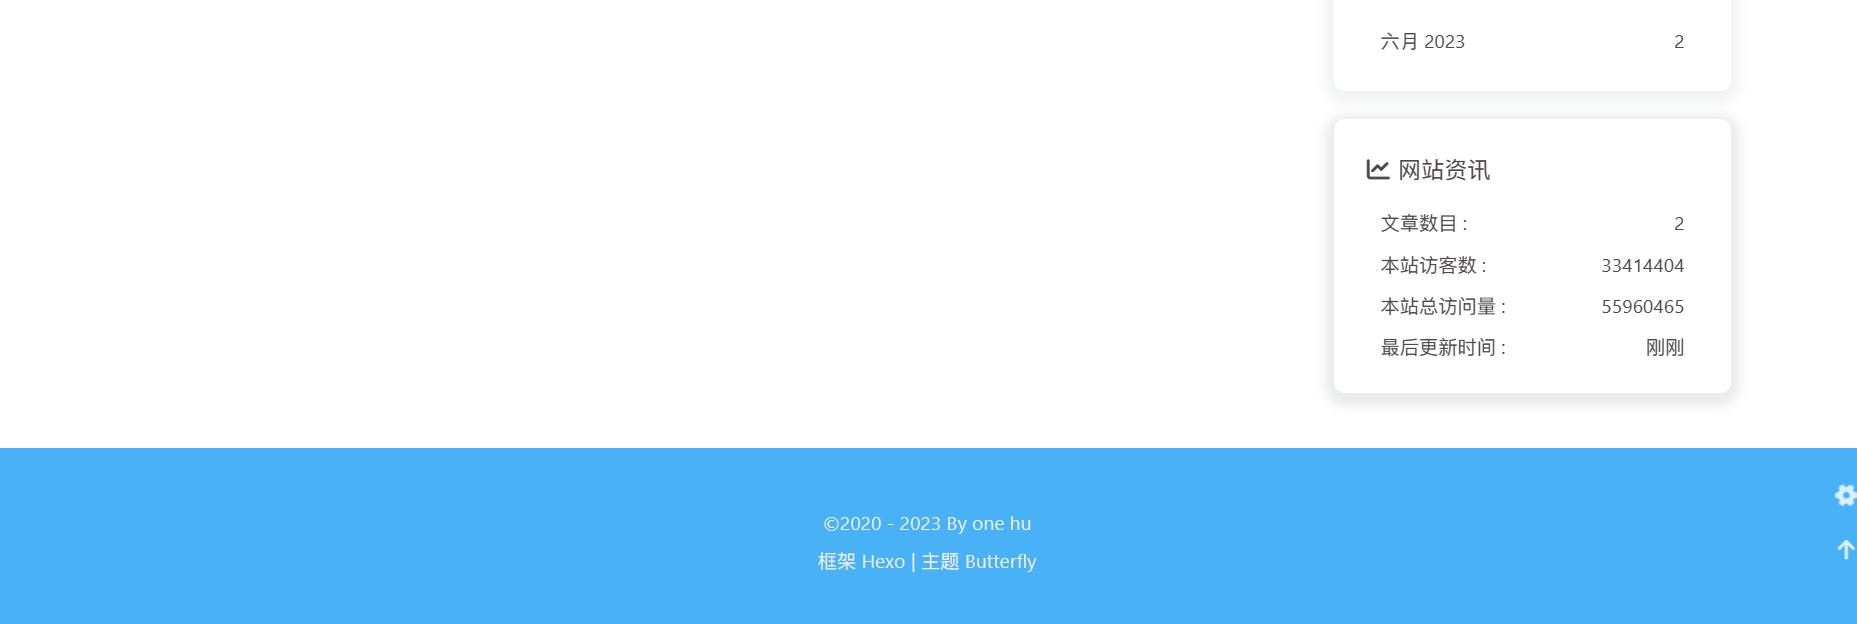 六月 2023 2
网站资讯
文章数目 : 2
本站访客数 : 33414404
本站总访问量 : 55960465
最后更新时间 : 刚刚
©2020 - 2023 By one hu
框架 Hexo | 主题 Butterfly